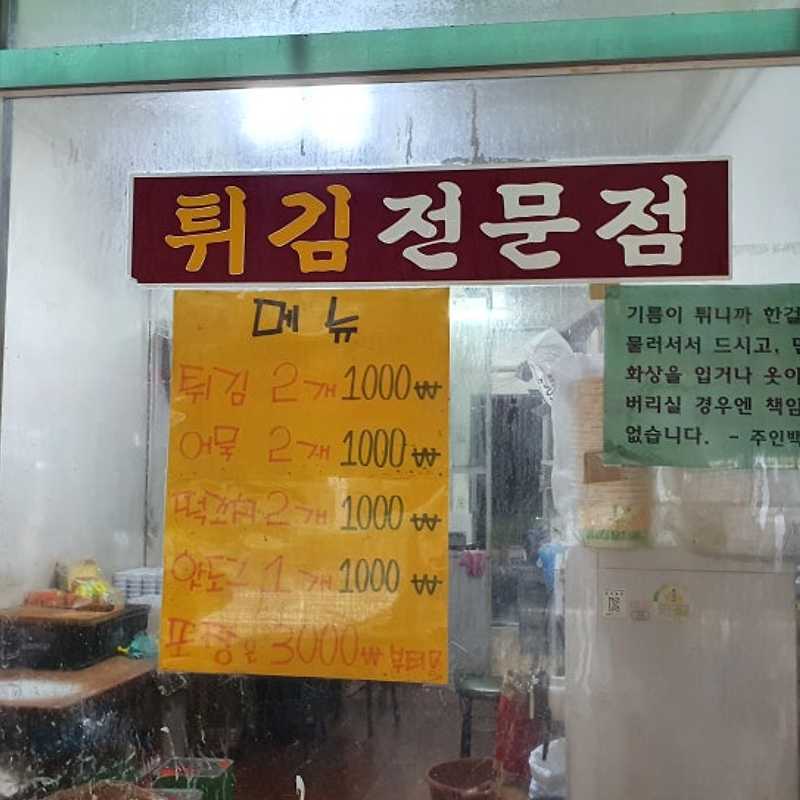 튀김전문점
메뉴
튀김 2개 1000₩
어묵 2개 1000₩
떡꼬치 2개 1000₩
핫도그 1개 1000₩
포장은 3000₩ 부터용
기름이 튀니까 한걸
물러서서 드시고,
화상을 입거나 옷이
버리실 경우엔 책임
없습니다. - 주인백